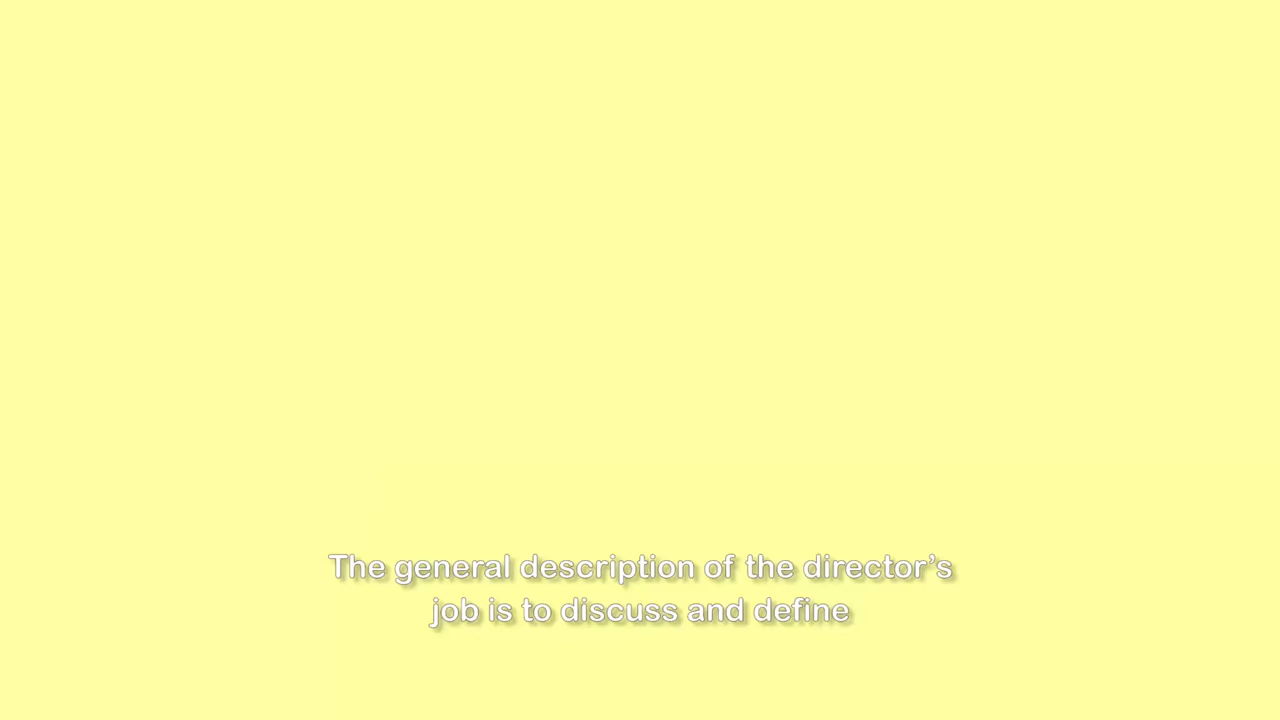 The general description of the director’s
job is to discuss and define